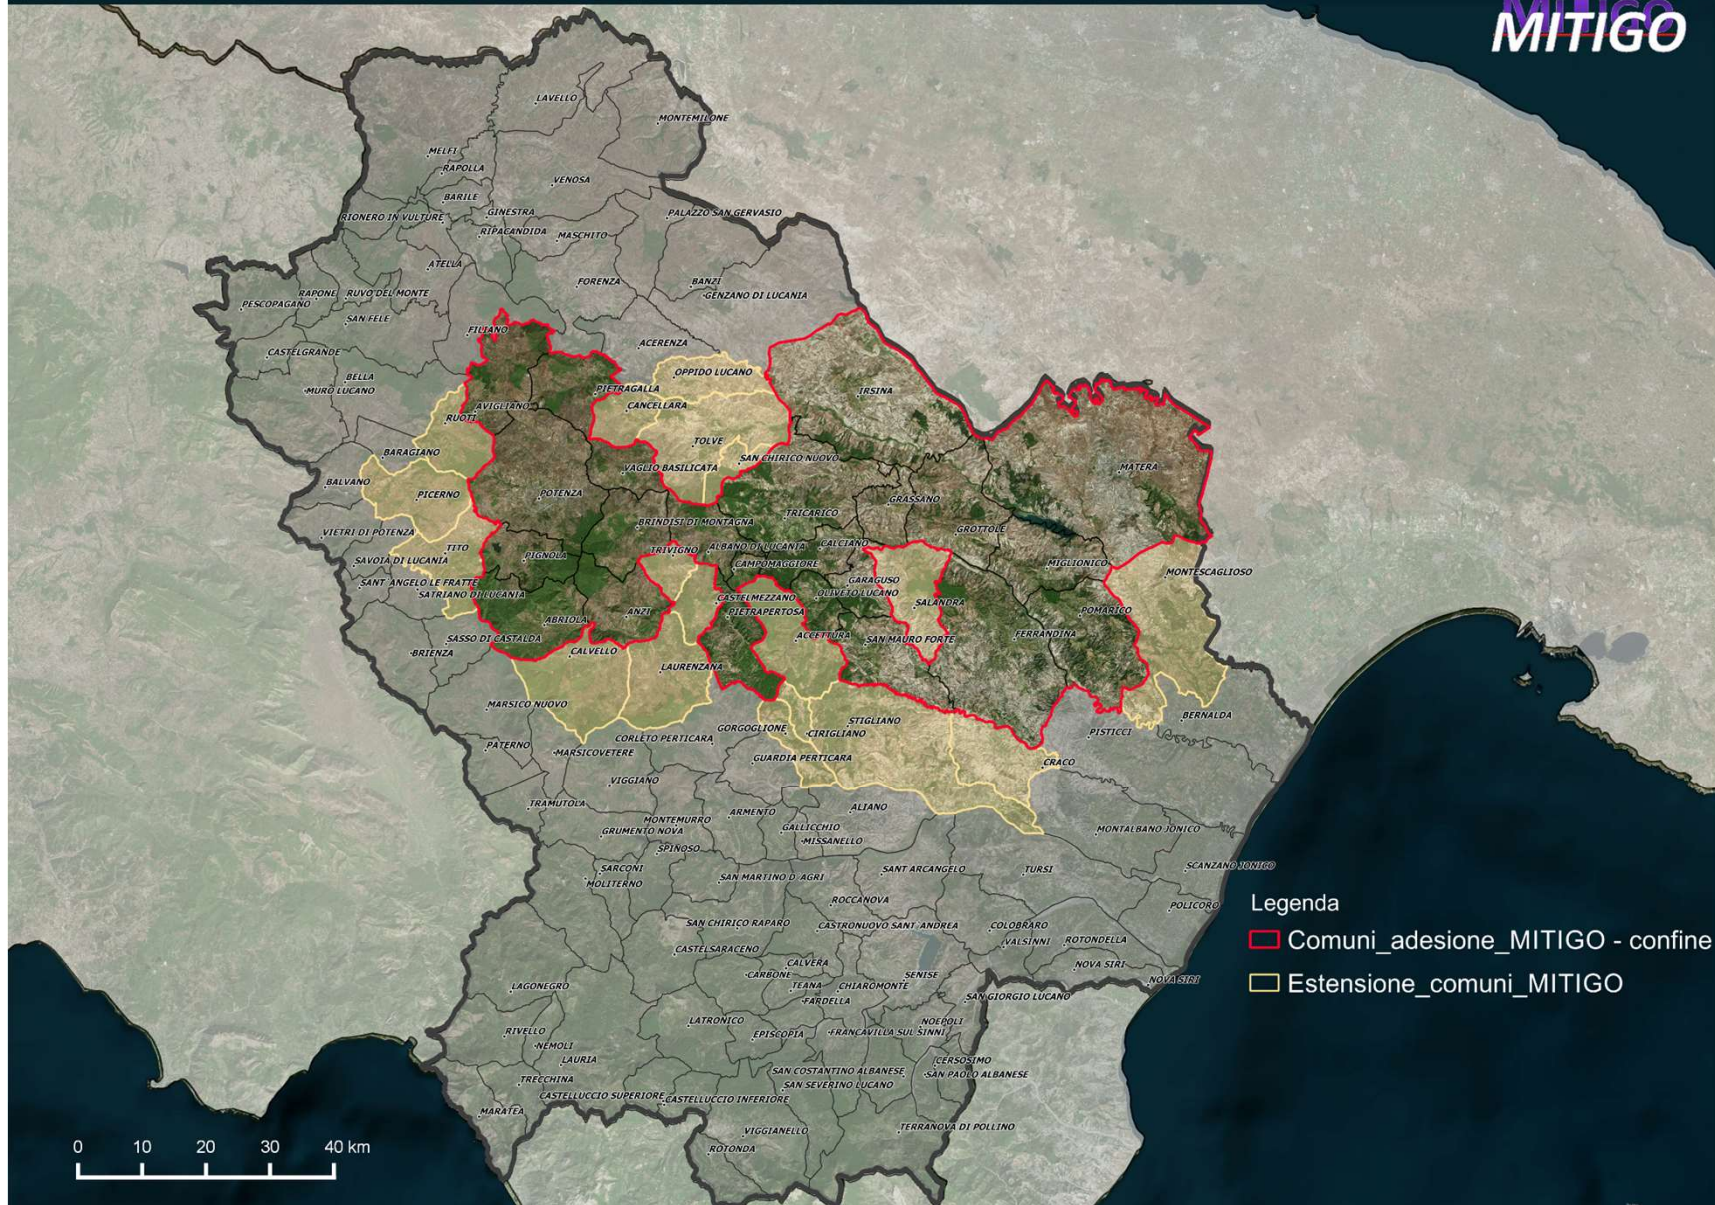 MITIGO
MITIGO
LAVELLO
MONTEMILONE
MELFI
RAPOLLA
VENOSA
BARILE
GINESTRA
RIONERO IN VULTURE
PALAZZO SAN GERVASIO
RIPACANDIDA
MASCHITO
ATELLA
FORENZA
BANZI
RAPONE
RUVO DEL MONTE
GENZANO DI LUCANIA
PESCOPAGANO
SAN FELE
FILIANO
ACERENZA
CASTELGRANDE
OPPIDO LUCANO
BELLA
MURO LUCANO
PIETRAGALLA
IRSINA
AVIGLIANO
CANCELLARA
RUOTI
TOLVE
BARAGIANO
SAN CHIRICO NUOVO
VAGLIO BASILICATA
MATERA
BALVANO
PICERNO
POTENZA
GRASSANO
TRICARICO
BRINDISI DI MONTAGNA
GROTTOLE
VIETRI DI POTENZA
TITO
TRIVIGNO
ALBANO DI LUCANIA
CALCIANO
PIGNOLA
SAVOIA DI LUCANIA
CAMPOMAGGIORE
MIGLIONICO
MONTESCAGLIOSO
SANT ANGELO LE FRATTE
GARAGUSO
SATRIANO DI LUCANIA
OLIVETO LUCANO
CASTELMEZZANO
SALANDRA
PIETRAPERTOSA
ANZI
POMARICO
ABRIOLA
SASSO DI CASTALDA
ACCETTURA
SAN MAURO FORTE
FERRANDINA
CALVELLO
BRIENZA
LAURENZANA
MARSICO NUOVO
BERNALDA
STIGLIANO
GORGOGLIONE
CIRIGLIANO
PISTICCI
CORLETO PERTICARA
PATERNO
MARSICOVETERE
GUARDIA PERTICARA
CRACO
VIGGIANO
TRAMUTOLA
ARMENTO
ALIANO
MONTEMURRO
GRUMENTO NOVA
GALLICCHIO
MONTALBANO JONICO
MISSANELLO
SPINOSO
SARCONI
SANT ARCANGELO
TURSI
SCANZANO JONICO
MOLITERNO
SAN MARTINO D AGRI
ROCCANOVA
Legenda
POLICORO
SAN CHIRICO RAPARO
CASTRONUOVO SANT ANDREA
COLOBRARO
Comuni_adesione_MITIGO - confine
VALSINNI
ROTONDELLA
CASTELSARACENO
CALVERA
NOVA SIRI
CARBONE
SENISE
NOVA SIRI
Estensione_comuni_MITIGO
LAGONEGRO
TEANA
CHIAROMONTE
FARDELLA
SAN GIORGIO LUCANO
LATRONICO
NOEPOLI
RIVELLO
EPISCOPIA
FRANCAVILLA SUL SINNI
NEMOLI
LAURIA
CERSOSIMO
TRECCHINA
SAN COSTANTINO ALBANESE
SAN PAOLO ALBANESE
SAN SEVERINO LUCANO
CASTELLUCCIO SUPERIORE
CASTELLUCCIO INFERIORE
MARATEA
VIGGIANELLO
TERRANOVA DI POLLINO
ROTONDA
0 10 20 30 40 km